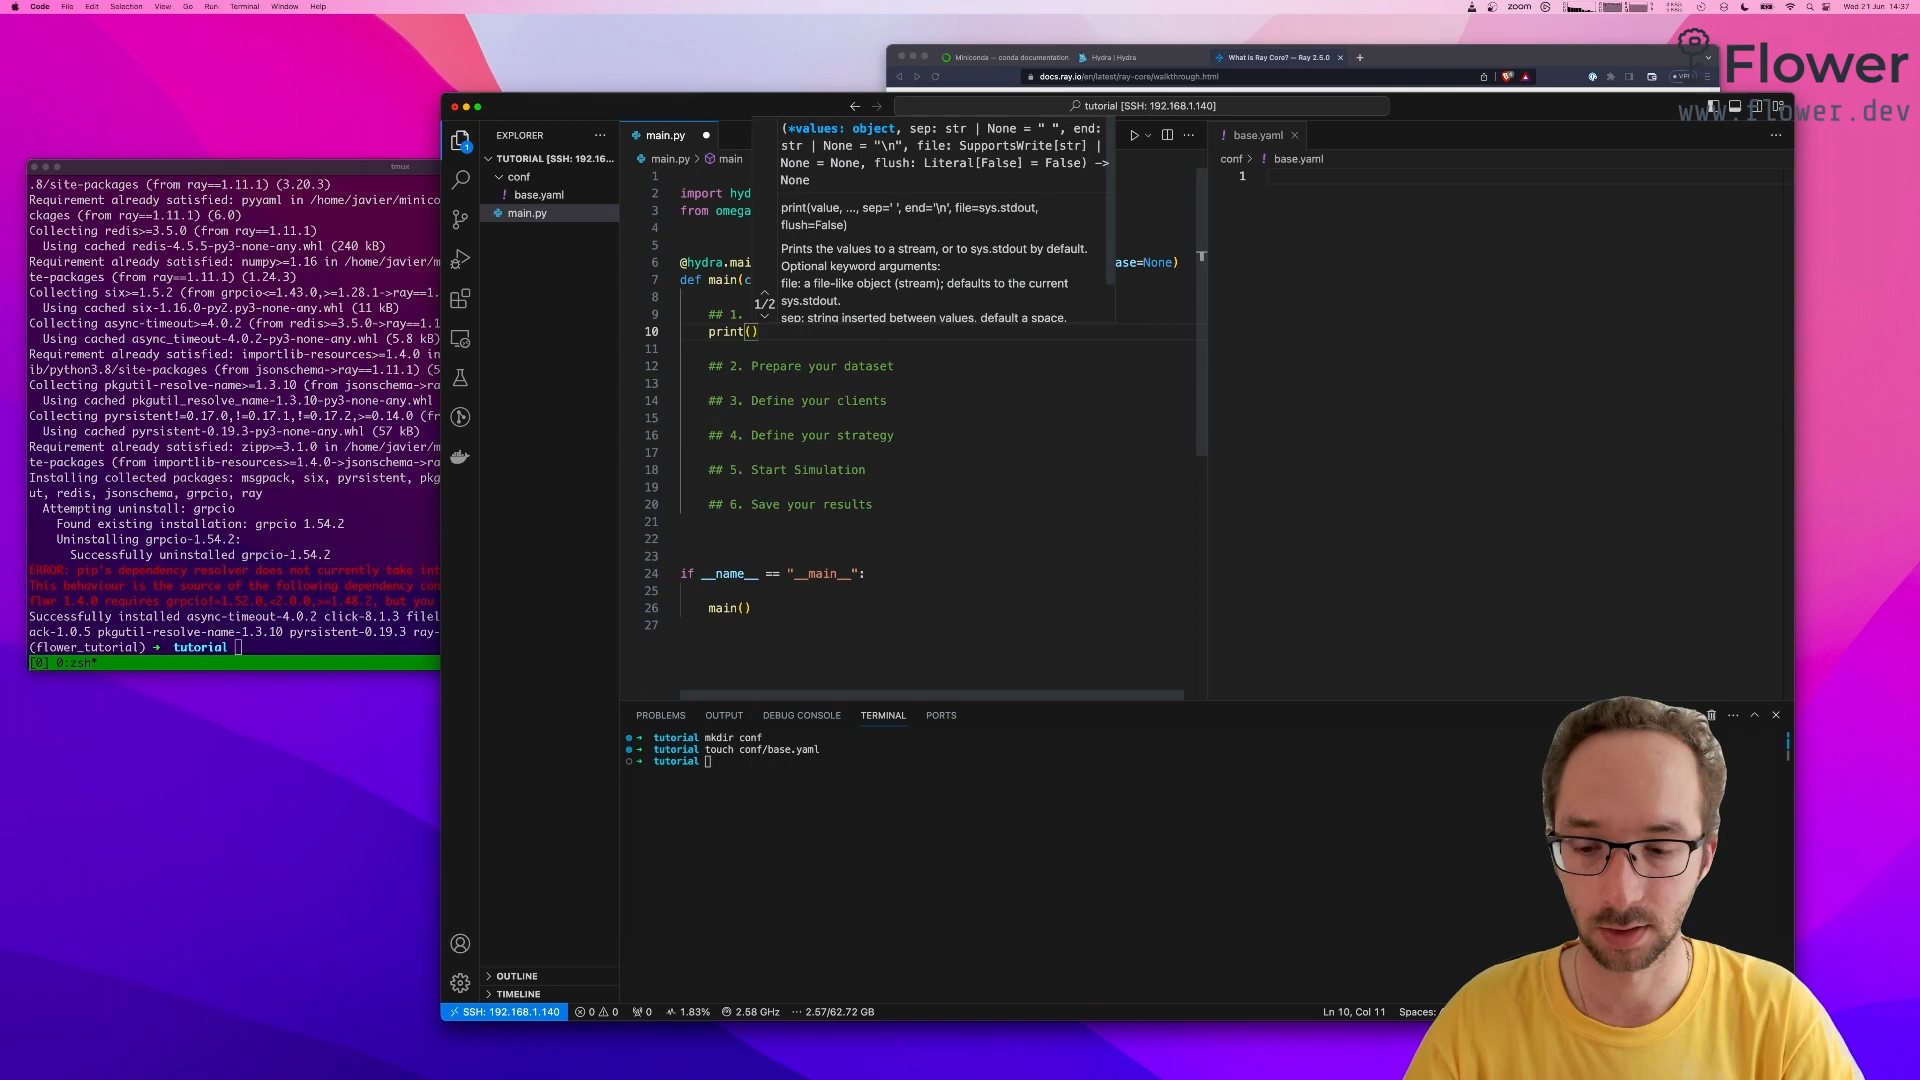 Code File Edit Selection View Go Run Terminal Window Help
zoom
Wed 21 Jun 14:37
Flower
www.flower.dev
Miniconda — conda documentation
Hydra | Hydra
What is Ray Core? — Ray 2.5.0
docs.ray.io/en/latest/ray-core/walkthrough.html
VPN
tmux
.8/site-packages (from ray==1.11.1) (3.20.3)
Requirement already satisfied: pyyaml in /home/javier/minico
ckages (from ray==1.11.1) (6.0)
Collecting redis>=3.5.0 (from ray==1.11.1)
Using cached redis-4.5.5-py3-none-any.whl (240 kB)
Requirement already satisfied: numpy>=1.16 in /home/javier/m
te-packages (from ray==1.11.1) (1.24.3)
Collecting six>=1.5.2 (from grpcio<=1.43.0,>=1.28.1->ray==1.
Using cached six-1.16.0-py2.py3-none-any.whl (11 kB)
Collecting async-timeout>=4.0.2 (from redis>=3.5.0->ray==1.1
Using cached async_timeout-4.0.2-py3-none-any.whl (5.8 kB)
Requirement already satisfied: importlib-resources>=1.4.0 in
ib/python3.8/site-packages (from jsonschema->ray==1.11.1) (5
Collecting pkgutil-resolve-name>=1.3.10 (from jsonschema->ra
Using cached pkgutil_resolve_name-1.3.10-py3-none-any.whl
Collecting pyrsistent!=0.17.0,!=0.17.1,!=0.17.2,>=0.14.0 (fr
Using cached pyrsistent-0.19.3-py3-none-any.whl (57 kB)
Requirement already satisfied: zipp>=3.1.0 in /home/javier/m
te-packages (from importlib-resources>=1.4.0->jsonschema->ra
Installing collected packages: msgpack, six, pyrsistent, pkg
ut, redis, jsonschema, grpcio, ray
Attempting uninstall: grpcio
Found existing installation: grpcio 1.54.2
Uninstalling grpcio-1.54.2:
Successfully uninstalled grpcio-1.54.2
ERROR: pip's dependency resolver does not currently take int
This behaviour is the source of the following dependency con
flwr 1.4.0 requires grpcio!=1.52.0,<2.0.0,>=1.48.2, but you
Successfully installed async-timeout-4.0.2 click-8.1.3 filel
ack-1.0.5 pkgutil-resolve-name-1.3.10 pyrsistent-0.19.3 ray-
(flower_tutorial) → tutorial
[0] 0:zsh*
tutorial [SSH: 192.168.1.140]
EXPLORER
TUTORIAL [SSH: 192.16...
conf
! base.yaml
main.py
OUTLINE
TIMELINE
main.py
main.py > main
1
2 import hyd
3 from omega
4
5
6 @hydra.mai ase=None)
7 def main(c
8
9 ## 1.
10 print()
11
12 ## 2. Prepare your dataset
13
14 ## 3. Define your clients
15
16 ## 4. Define your strategy
17
18 ## 5. Start Simulation
19
20 ## 6. Save your results
21
22
23
24 if __name__ == "__main__":
25
26 main()
27
1/2
(*values: object, sep: str | None = " ", end:
str | None = "\n", file: SupportsWrite[str] |
None = None, flush: Literal[False] = False) ->
None
print(value, ..., sep=' ', end='\n', file=sys.stdout,
flush=False)
Prints the values to a stream, or to sys.stdout by default.
Optional keyword arguments:
file: a file-like object (stream); defaults to the current
sys.stdout.
sep: string inserted between values, default a space.
! base.yaml
conf > ! base.yaml
1
PROBLEMS OUTPUT DEBUG CONSOLE TERMINAL PORTS
→ tutorial mkdir conf
→ tutorial touch conf/base.yaml
→ tutorial
SSH: 192.168.1.140 0 0 0 1.83% 2.58 GHz 2.57/62.72 GB
Ln 10, Col 11 Spaces: